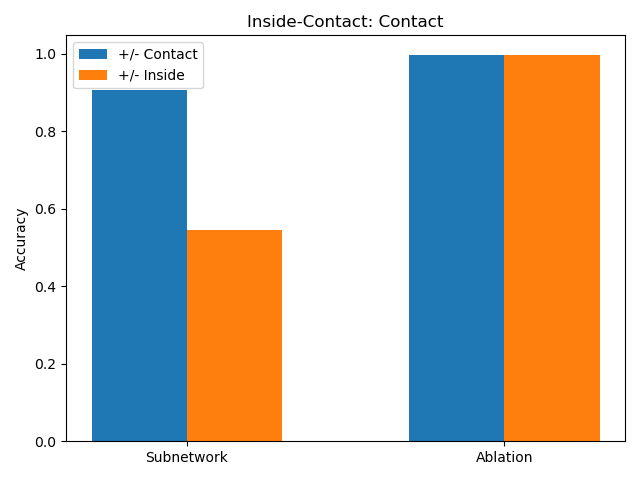 Inside-Contact: Contact
+/- Contact
+/- Inside
Accuracy
1.0
0.8
0.6
0.4
0.2
0.0
Subnetwork
Ablation